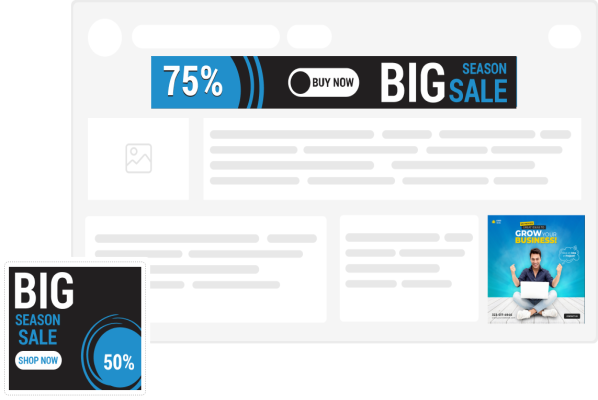 75%
BUY NOW
BIG
SEASON
SALE
GROW YOUR
BUSINESS!
BIG
SEASON
SALE
SHOP NOW
50%